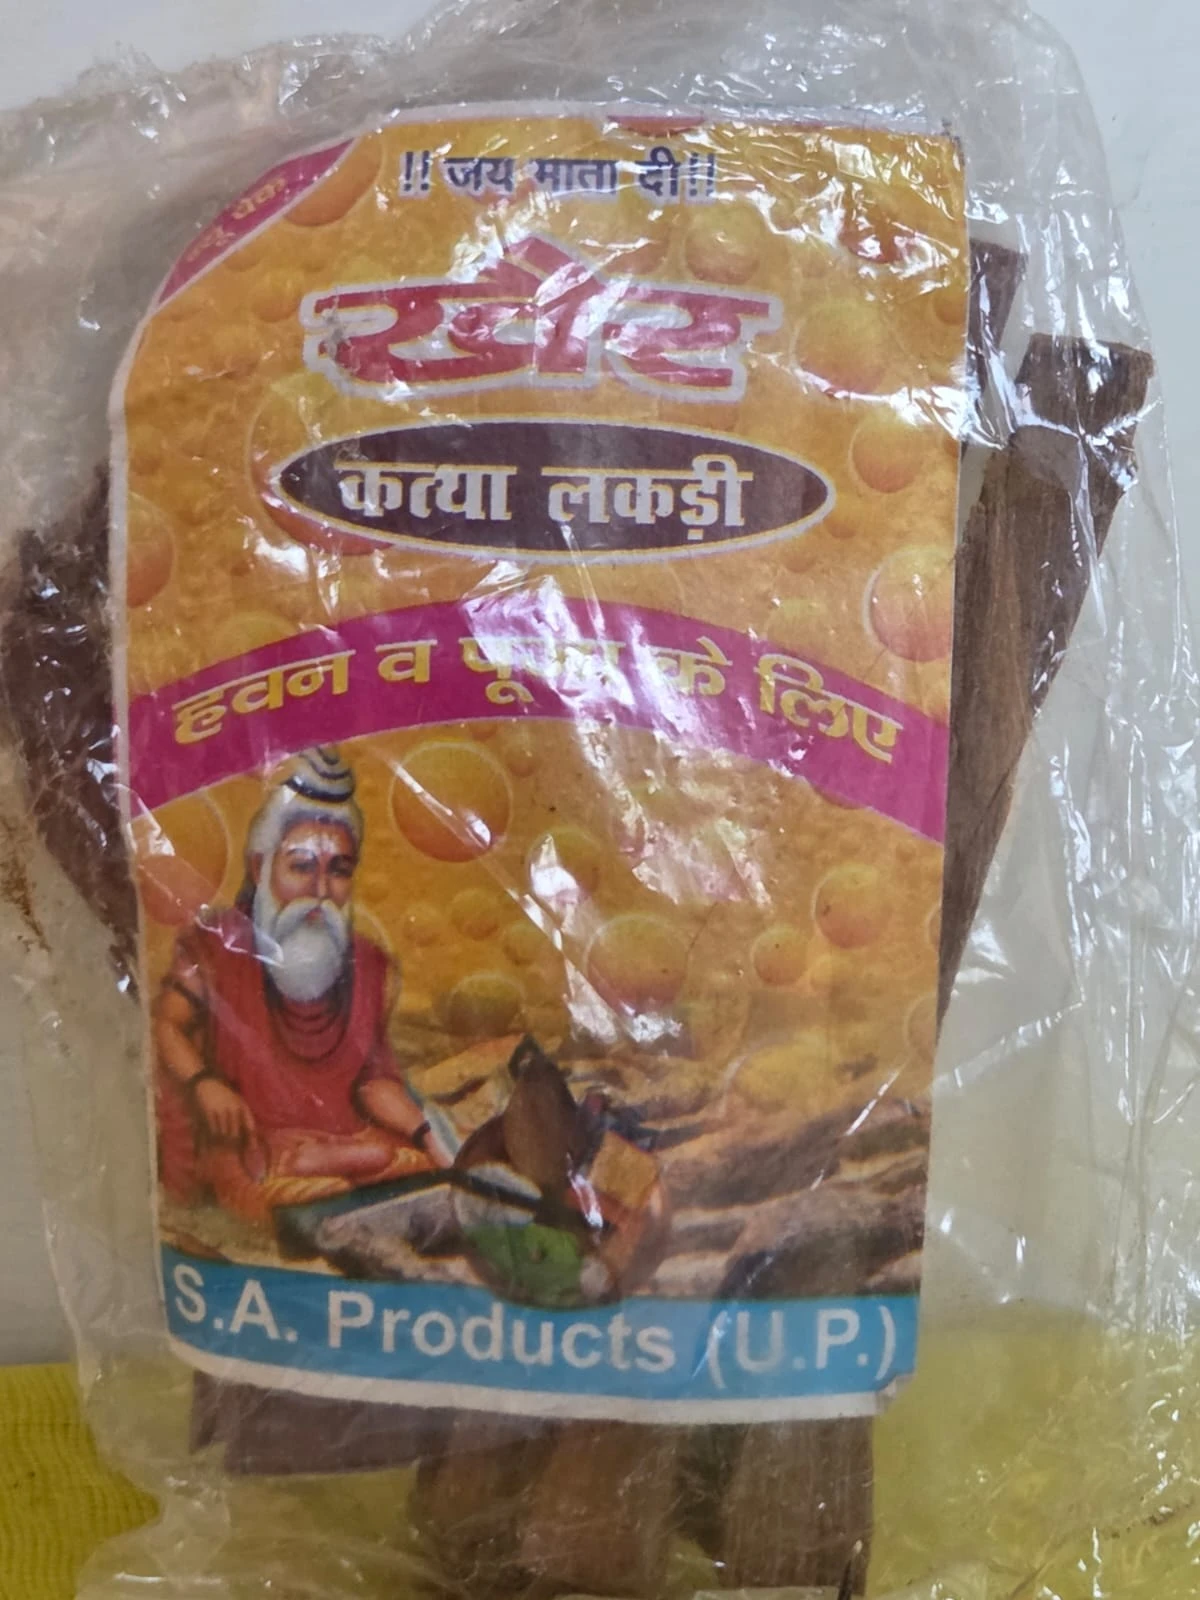 !! जय माता दी !!
खैर
कत्था लकड़ी
हवन व पूजा के लिए
S.A. Products (U.P.)